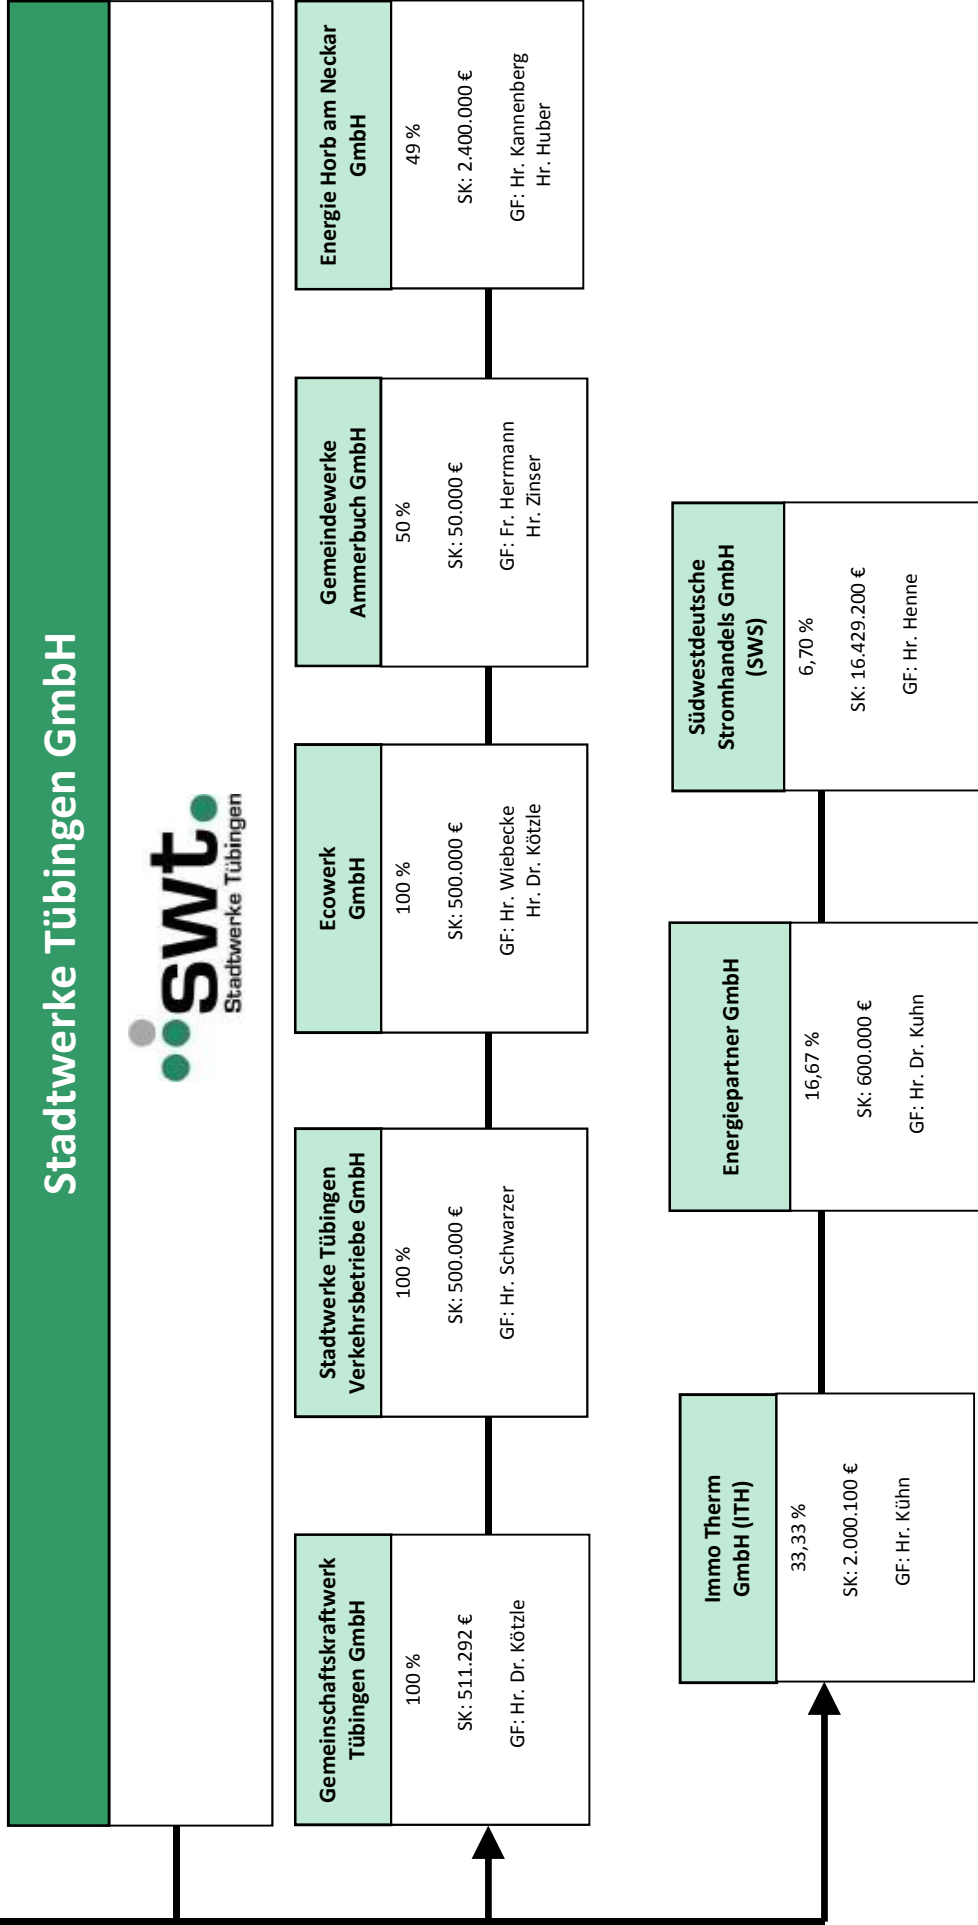 Stadtwerke Tübingen GmbH
swt.
Stadtwerke Tübingen
Gemeinschaftskraftwerk
Tübingen GmbH
100 %
SK: 511.292 €
GF: Hr. Dr. Kötzle
Stadtwerke Tübingen
Verkehrsbetriebe GmbH
100 %
SK: 500.000 €
GF: Hr. Schwarzer
Ecowerk
GmbH
100 %
SK: 500.000 €
GF: Hr. Wiebecke
Hr. Dr. Kötzle
Gemeindewerke
Ammerbuch GmbH
50 %
SK: 50.000 €
GF: Fr. Herrmann
Hr. Zinser
Energie Horb am Neckar
GmbH
49 %
SK: 2.400.000 €
GF: Hr. Kannenberg
Hr. Huber
Immo Therm
GmbH (ITH)
33,33 %
SK: 2.000.100 €
GF: Hr. Kühn
Energiepartner GmbH
16,67 %
SK: 600.000 €
GF: Hr. Dr. Kuhn
Südwestdeutsche
Stromhandels GmbH
(SWS)
6,70 %
SK: 16.429.200 €
GF: Hr. Henne